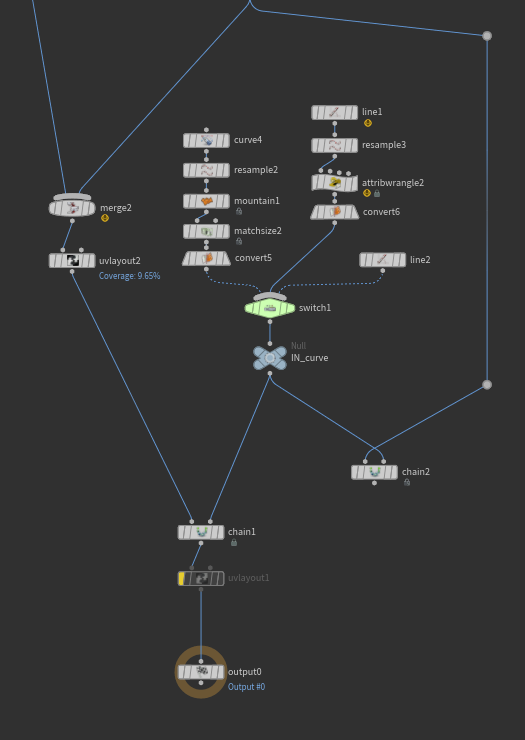 line1
curve4
resample3
resample2
attribwrangle2
mountain1
merge2
convert6
matchsize2
convert5
line2
uvlayout2
Coverage: 9.65%
switch1
Null
IN_curve
chain2
chain1
uvlayout1
output0
Output #0